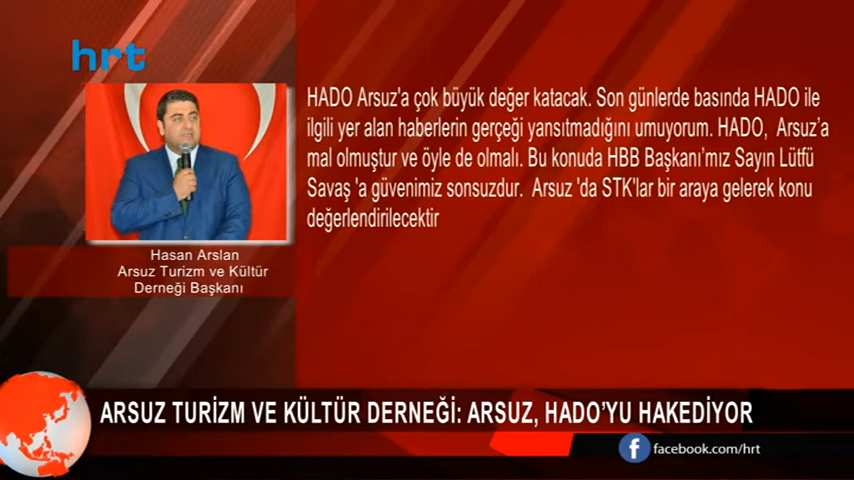 hrt
HADO Arsuz'a çok büyük değer katacak. Son günlerde basında HADO ile
ilgili yer alan haberlerin gerçeği yansıtmadığını umuyorum. HADO, Arsuz'a
mal olmuştur ve öyle de olmalı. Bu konuda HBB Başkanı'mız Sayın Lütfü
Savaş 'a güvenimiz sonsuzdur. Arsuz 'da STK'lar bir araya gelerek konu
değerlendirilecektir
Hasan Arslan
Arsuz Turizm ve Kültür
Derneği Başkanı
ARSUZ TURİZM VE KÜLTÜR DERNEĞİ: ARSUZ, HADO'YU HAKEDİYOR
facebook.com/hrt